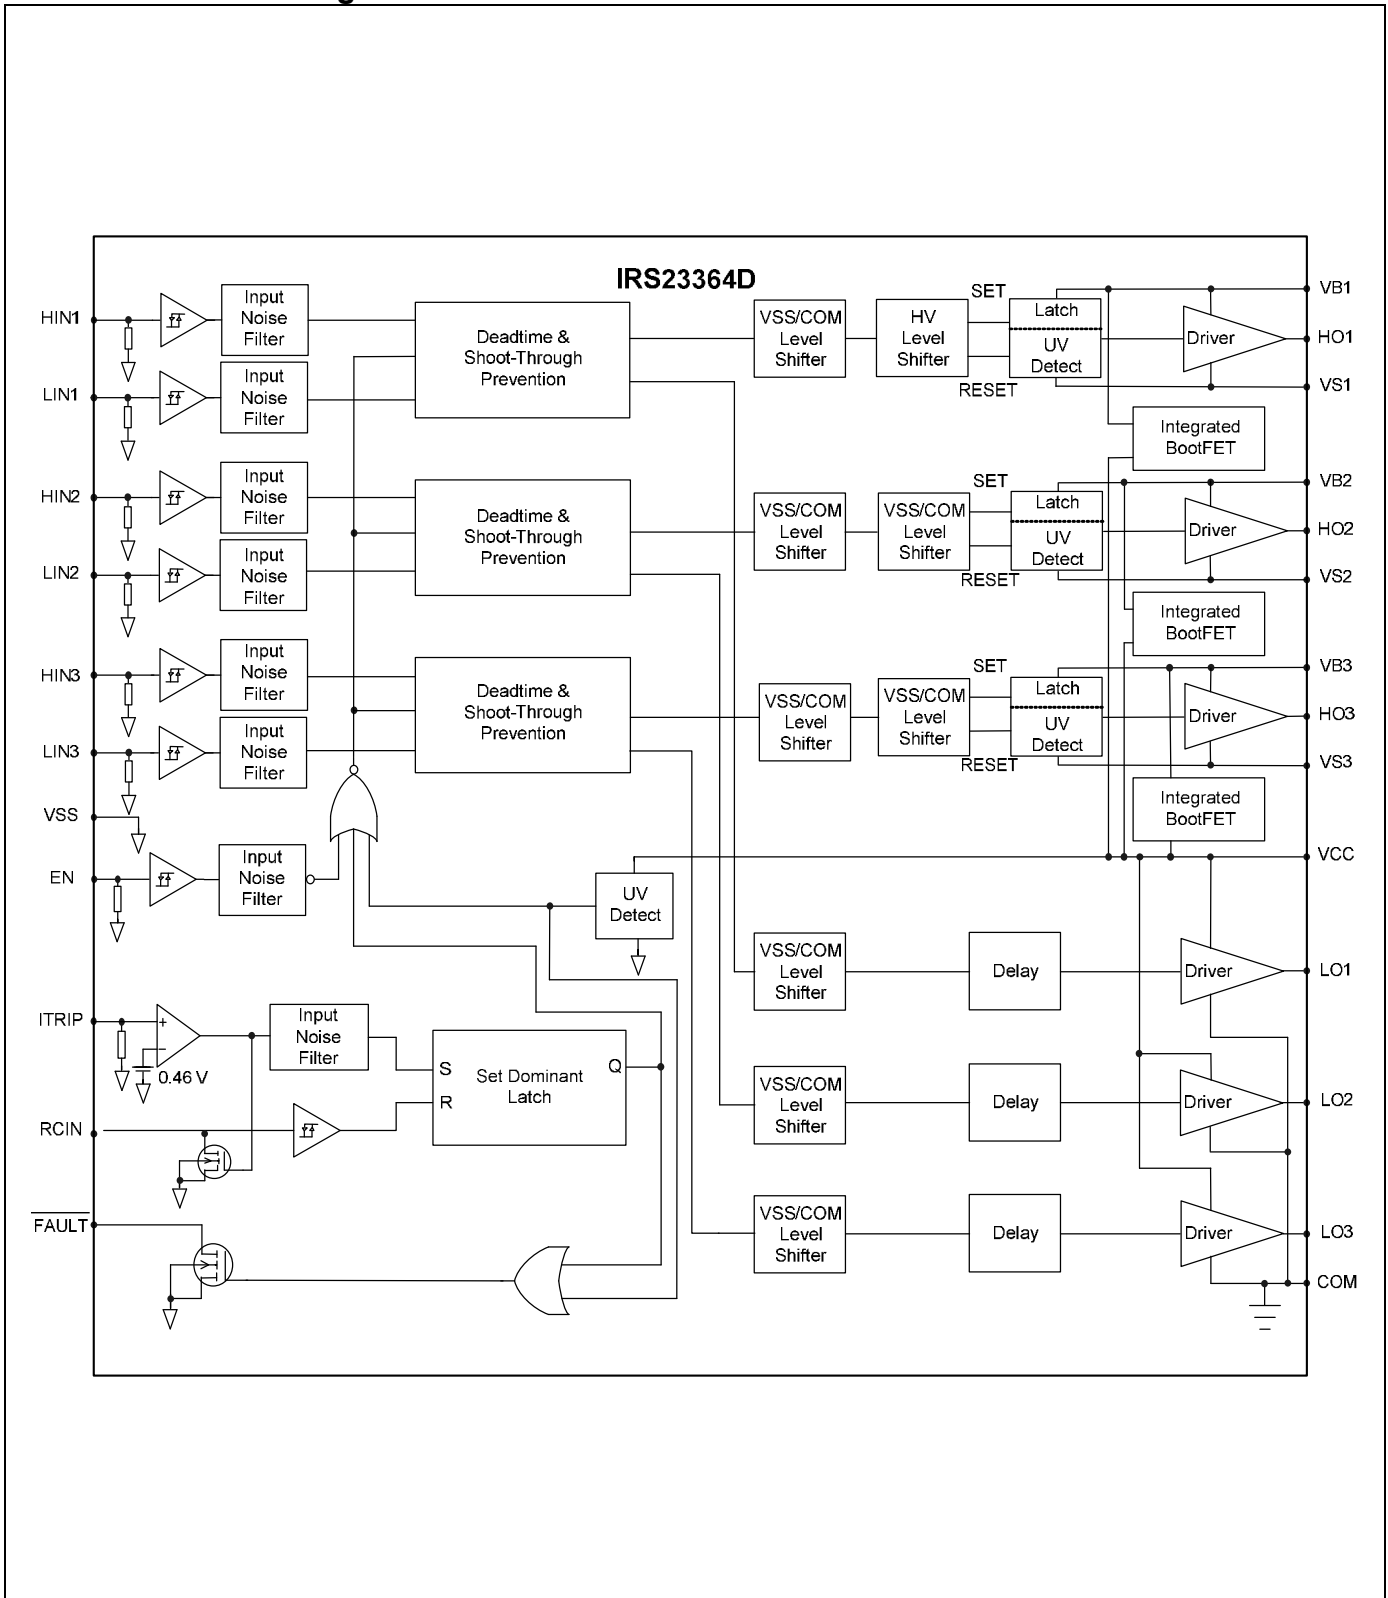 IRS23364D
HIN1
Input
Noise
Filter
Deadtime &
Shoot-Through
Prevention
VSS/COM
Level
Shifter
HV
Level
Shifter
SET
RESET
Latch
UV
Detect
Driver
VB1
HO1
VS1
LIN1
Input
Noise
Filter
Integrated
BootFET
HIN2
Input
Noise
Filter
Deadtime &
Shoot-Through
Prevention
VSS/COM
Level
Shifter
VSS/COM
Level
Shifter
SET
RESET
Latch
UV
Detect
Driver
VB2
HO2
VS2
LIN2
Input
Noise
Filter
Integrated
BootFET
HIN3
Input
Noise
Filter
Deadtime &
Shoot-Through
Prevention
VSS/COM
Level
Shifter
VSS/COM
Level
Shifter
SET
RESET
Latch
UV
Detect
Driver
VB3
HO3
VS3
LIN3
Input
Noise
Filter
Integrated
BootFET
VSS
VCC
EN
Input
Noise
Filter
UV
Detect
VSS/COM
Level
Shifter
Delay
Driver
LO1
ITRIP
+
−
0.46 V
Input
Noise
Filter
S
R
Q
Set Dominant
Latch
VSS/COM
Level
Shifter
Delay
Driver
LO2
RCIN
FAULT
VSS/COM
Level
Shifter
Delay
Driver
LO3
COM